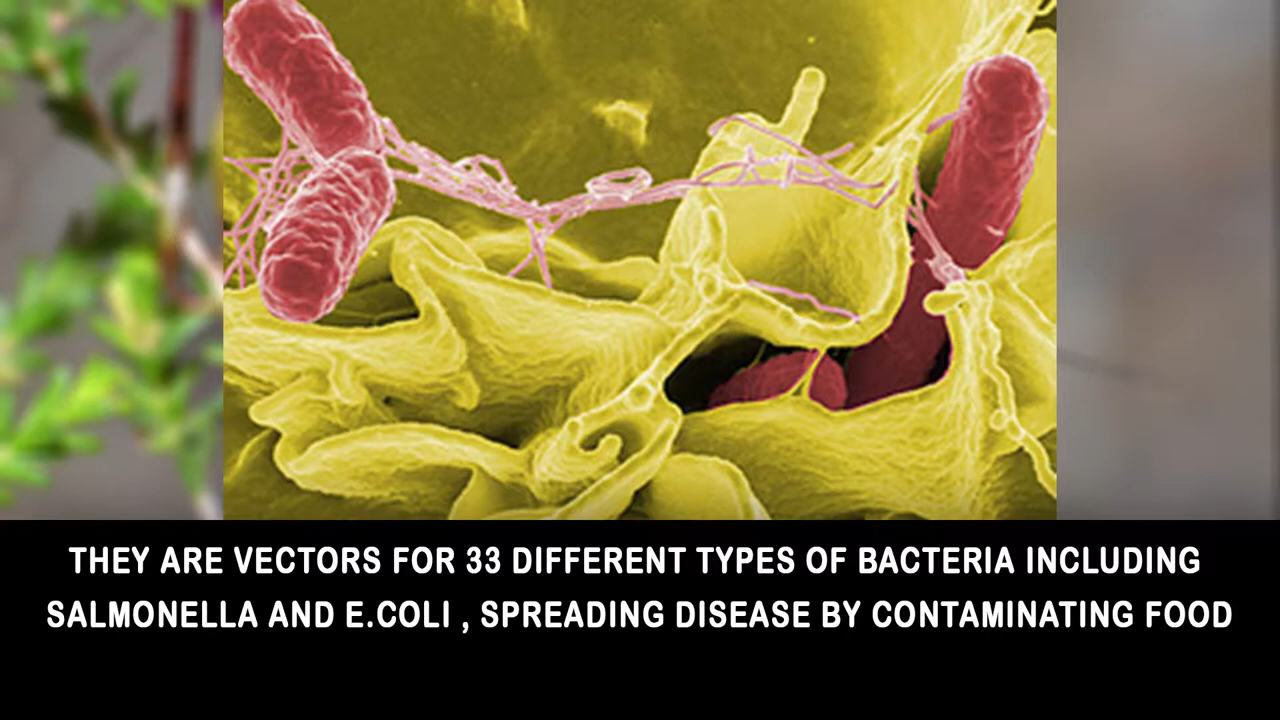 THEY ARE VECTORS FOR 33 DIFFERENT TYPES OF BACTERIA INCLUDING
SALMONELLA AND E.COLI , SPREADING DISEASE BY CONTAMINATING FOOD